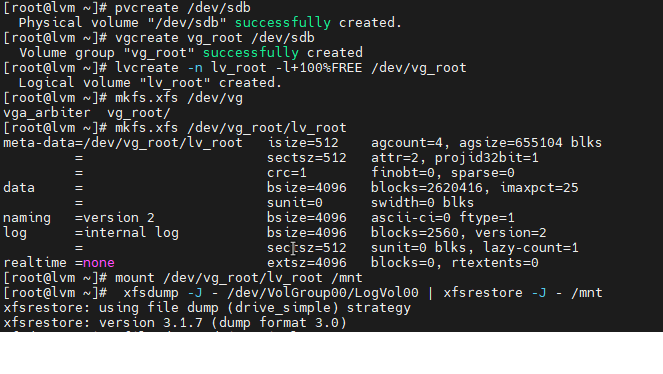 [root@lvm ~]# pvcreate /dev/sdb
  Physical volume "/dev/sdb" successfully created.
[root@lvm ~]# vgcreate vg_root /dev/sdb
  Volume group "vg_root" successfully created
[root@lvm ~]# lvcreate -n lv_root -l+100%FREE /dev/vg_root
  Logical volume "lv_root" created.
[root@lvm ~]# mkfs.xfs /dev/vg
vga_arbiter  vg_root/
[root@lvm ~]# mkfs.xfs /dev/vg_root/lv_root
meta-data=/dev/vg_root/lv_root   isize=512    agcount=4, agsize=655104 blks
         =                       sectsz=512   attr=2, projid32bit=1
         =                       crc=1        finobt=0, sparse=0
data     =                       bsize=4096   blocks=2620416, imaxpct=25
         =                       sunit=0      swidth=0 blks
naming   =version 2              bsize=4096   ascii-ci=0 ftype=1
log      =internal log           bsize=4096   blocks=2560, version=2
         =                       sectsz=512   sunit=0 blks, lazy-count=1
realtime =none                   extsz=4096   blocks=0, rtextents=0
[root@lvm ~]# mount /dev/vg_root/lv_root /mnt
[root@lvm ~]#  xfsdump -J - /dev/VolGroup00/LogVol00 | xfsrestore -J - /mnt
xfsrestore: using file dump (drive_simple) strategy
xfsrestore: version 3.1.7 (dump format 3.0)